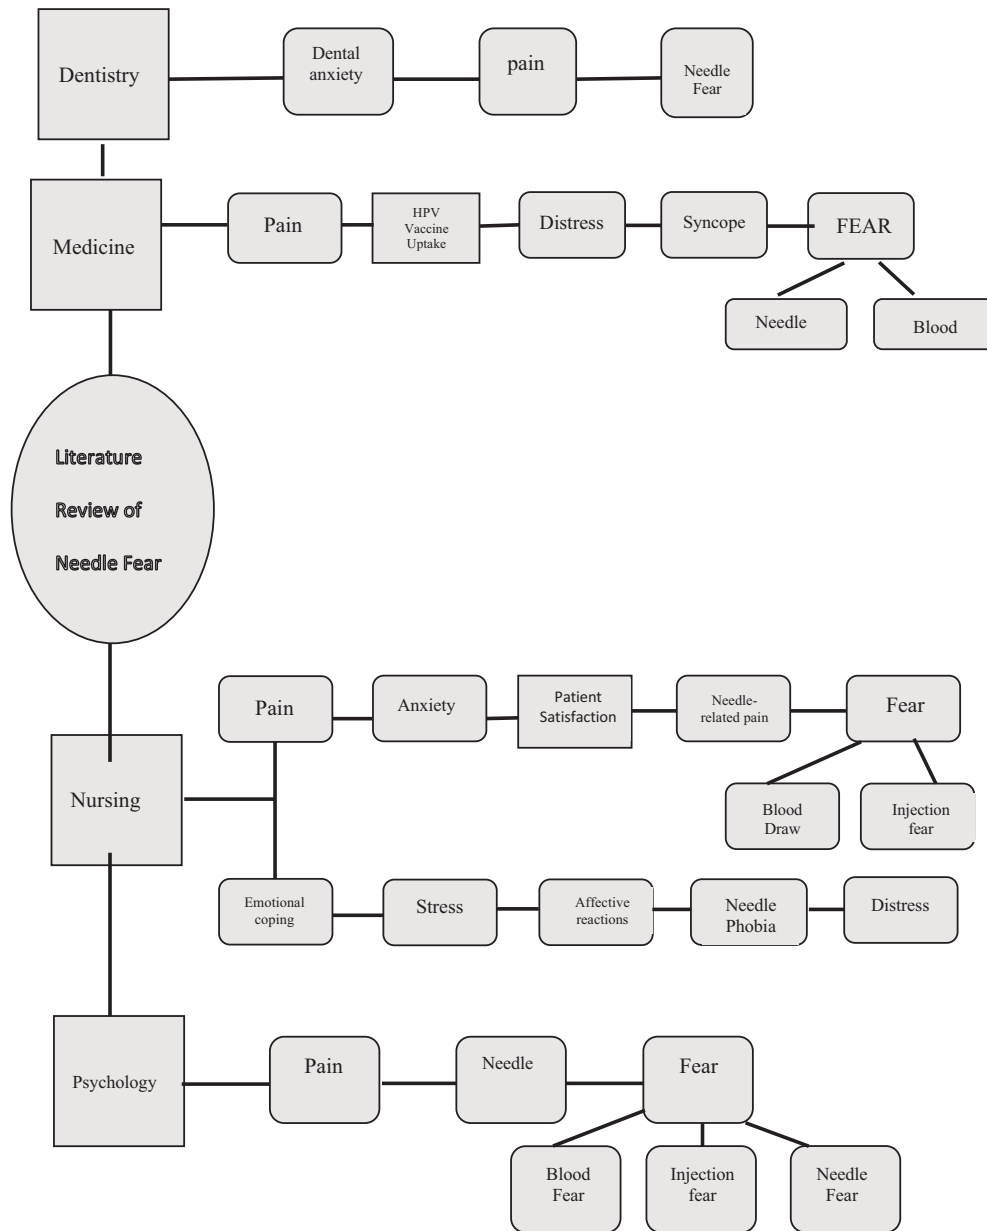 Dentistry
Dental
anxiety
pain
Needle
Fear
Medicine
Pain
HPV
Vaccine
Uptake
Distress
Syncope
FEAR
Needle
Blood
Literature
Review of
Needle Fear
Nursing
Pain
Anxiety
Patient
Satisfaction
Needle-
related pain
Fear
Blood
Draw
Injection
fear
Emotional
coping
Stress
Affective
reactions
Needle
Phobia
Distress
Psychology
Pain
Needle
Fear
Blood
Fear
Injection
fear
Needle
Fear